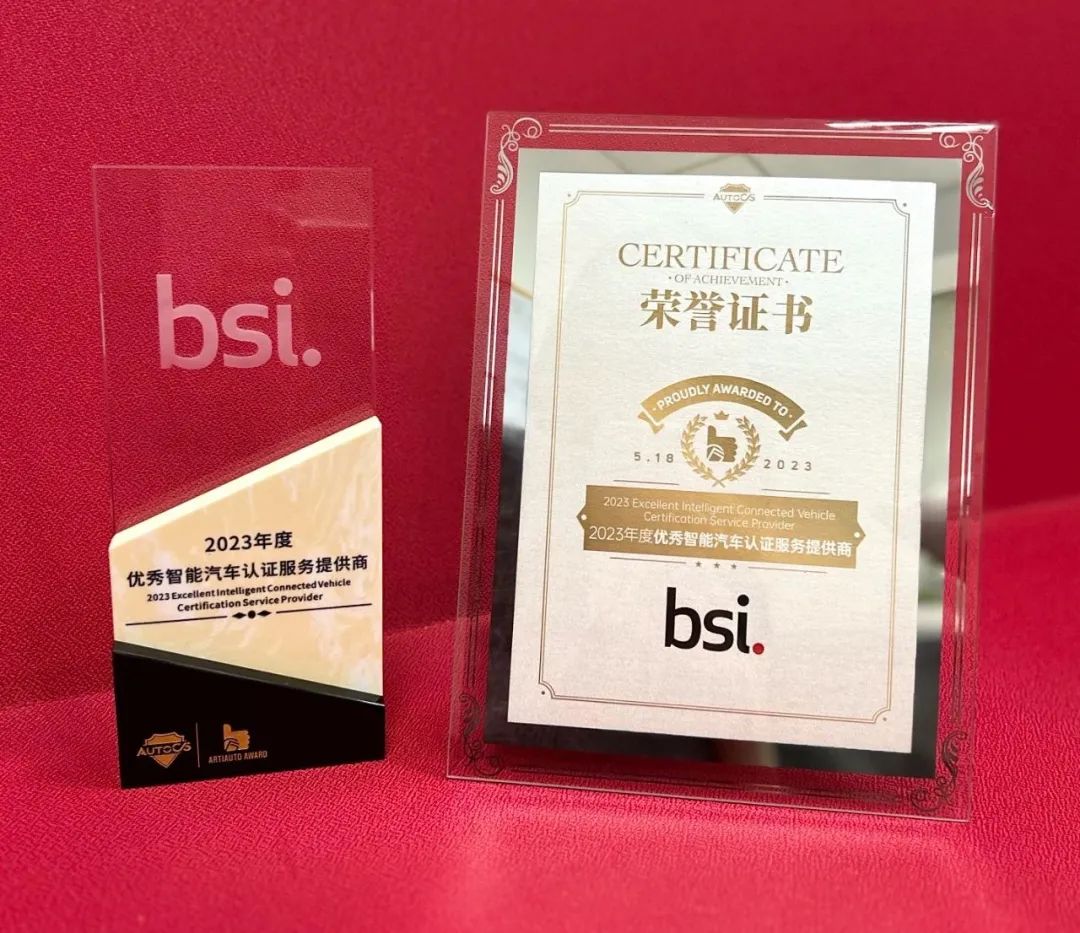 bsi.
2023年度
优秀智能汽车认证服务提供商
2023 Excellent Intelligent Connected Vehicle
Certification Service Provider
AUTOCS
ARTIAUTO AWARD
AUTOCS
CERTIFICATE
·OF ACHIEVEMENT·
荣誉证书
·PROUDLY AWARDED TO·
5.18 2023
2023 Excellent Intelligent Connected Vehicle
Certification Service Provider
2023年度优秀智能汽车认证服务提供商
bsi.